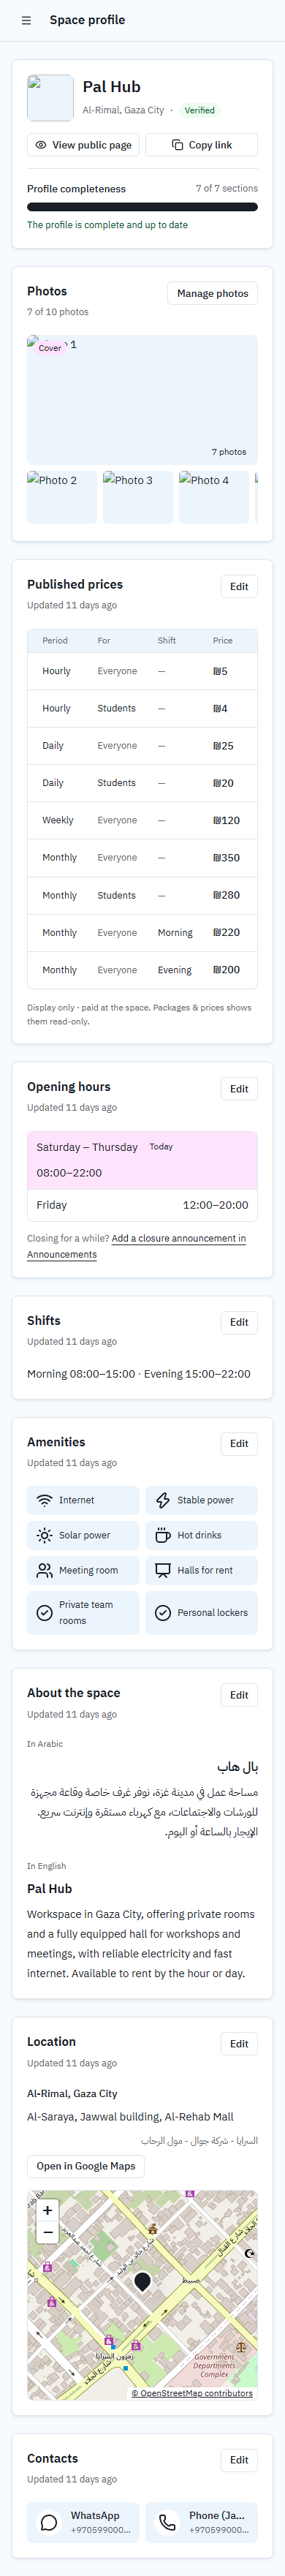 Space profile
Pal Hub
Al-Rimal, Gaza City · Verified
View public page
Copy link
Profile completeness
7 of 7 sections
The profile is complete and up to date
Photos
Manage photos
7 of 10 photos
Cover
1
7 photos
Photo 2
Photo 3
Photo 4
Published prices
Edit
Updated 11 days ago
Period For Shift Price
Hourly Everyone — ₪5
Hourly Students — ₪4
Daily Everyone — ₪25
Daily Students — ₪20
Weekly Everyone — ₪120
Monthly Everyone — ₪350
Monthly Students — ₪280
Monthly Everyone Morning ₪220
Monthly Everyone Evening ₪200
Display only · paid at the space. Packages & prices shows
them read-only.
Opening hours
Edit
Updated 11 days ago
Saturday – Thursday Today
08:00–22:00
Friday 12:00–20:00
Closing for a while? Add a closure announcement in
Announcements
Shifts
Edit
Updated 11 days ago
Morning 08:00–15:00 · Evening 15:00–22:00
Amenities
Edit
Updated 11 days ago
Internet
Stable power
Solar power
Hot drinks
Meeting room
Halls for rent
Private team
rooms
Personal lockers
About the space
Edit
Updated 11 days ago
In Arabic
بال هاب
مساحة عمل في مدينة غزة، نوفر غرف خاصة وقاعة مجهزة
للورشات والاجتماعات، مع كهرباء مستقرة وإنترنت سريع.
الإيجار بالساعة أو اليوم.
In English
Pal Hub
Workspace in Gaza City, offering private rooms
and a fully equipped hall for workshops and
meetings, with reliable electricity and fast
internet. Available to rent by the hour or day.
Location
Edit
Updated 11 days ago
Al-Rimal, Gaza City
Al-Saraya, Jawwal building, Al-Rehab Mall
السرايا - شركة جوال - مول الرحاب
Open in Google Maps
+
−
رمزون السرايا
Government
Departments
Complex
© OpenStreetMap contributors
Contacts
Edit
Updated 11 days ago
WhatsApp
+970599000...
Phone (Ja...
+970599000...